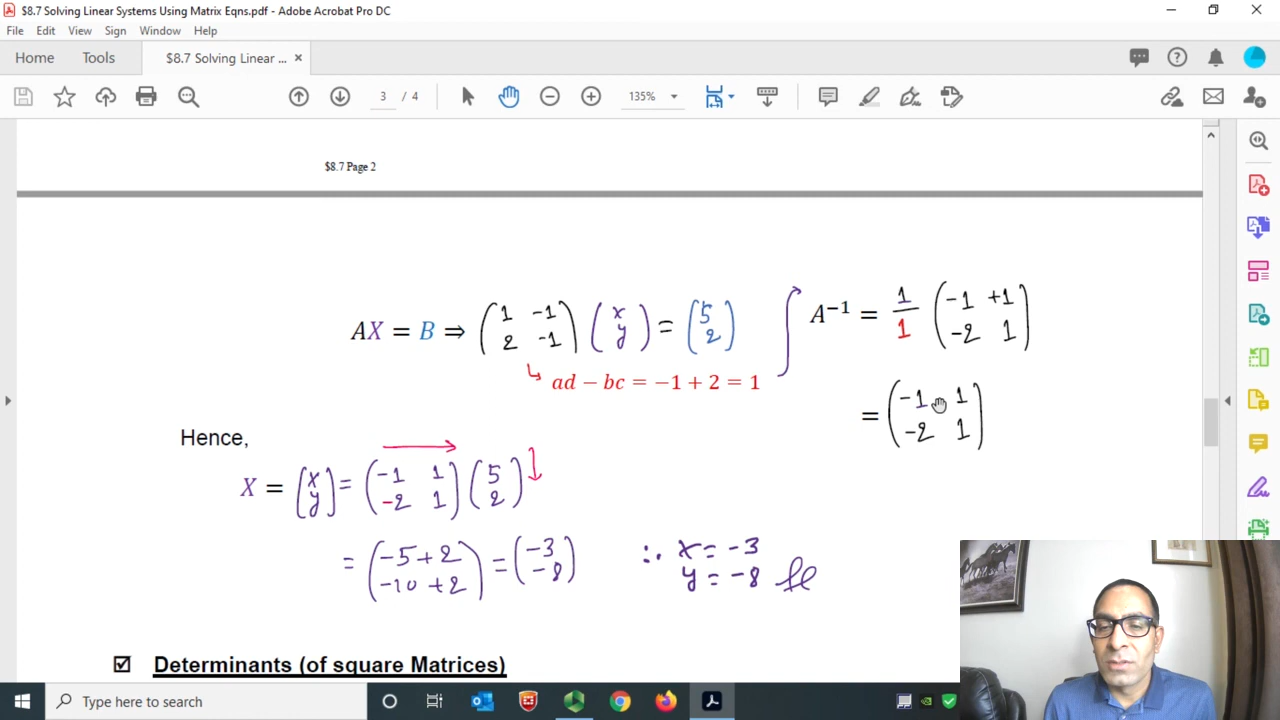 $8.7 Solving Linear Systems Using Matrix Eqns.pdf - Adobe Acrobat Pro DC
File Edit View Sign Window Help
Home Tools $8.7 Solving Linear ... ×
3 / 4 135%
$8.7 Page 2
AX = B ⇒ (1 -1; 2 -1) (x; y) = (5; 2)
ad − bc = −1 + 2 = 1
A⁻¹ = 1/1 (-1 +1; -2 1)
= (-1 1; -2 1)
Hence,
X = (x; y) = (-1 1; -2 1) (5; 2)
= (-5+2; -10+2) = (-3; -8)
∴ x = -3
y = -8
Determinants (of square Matrices)
Type here to search